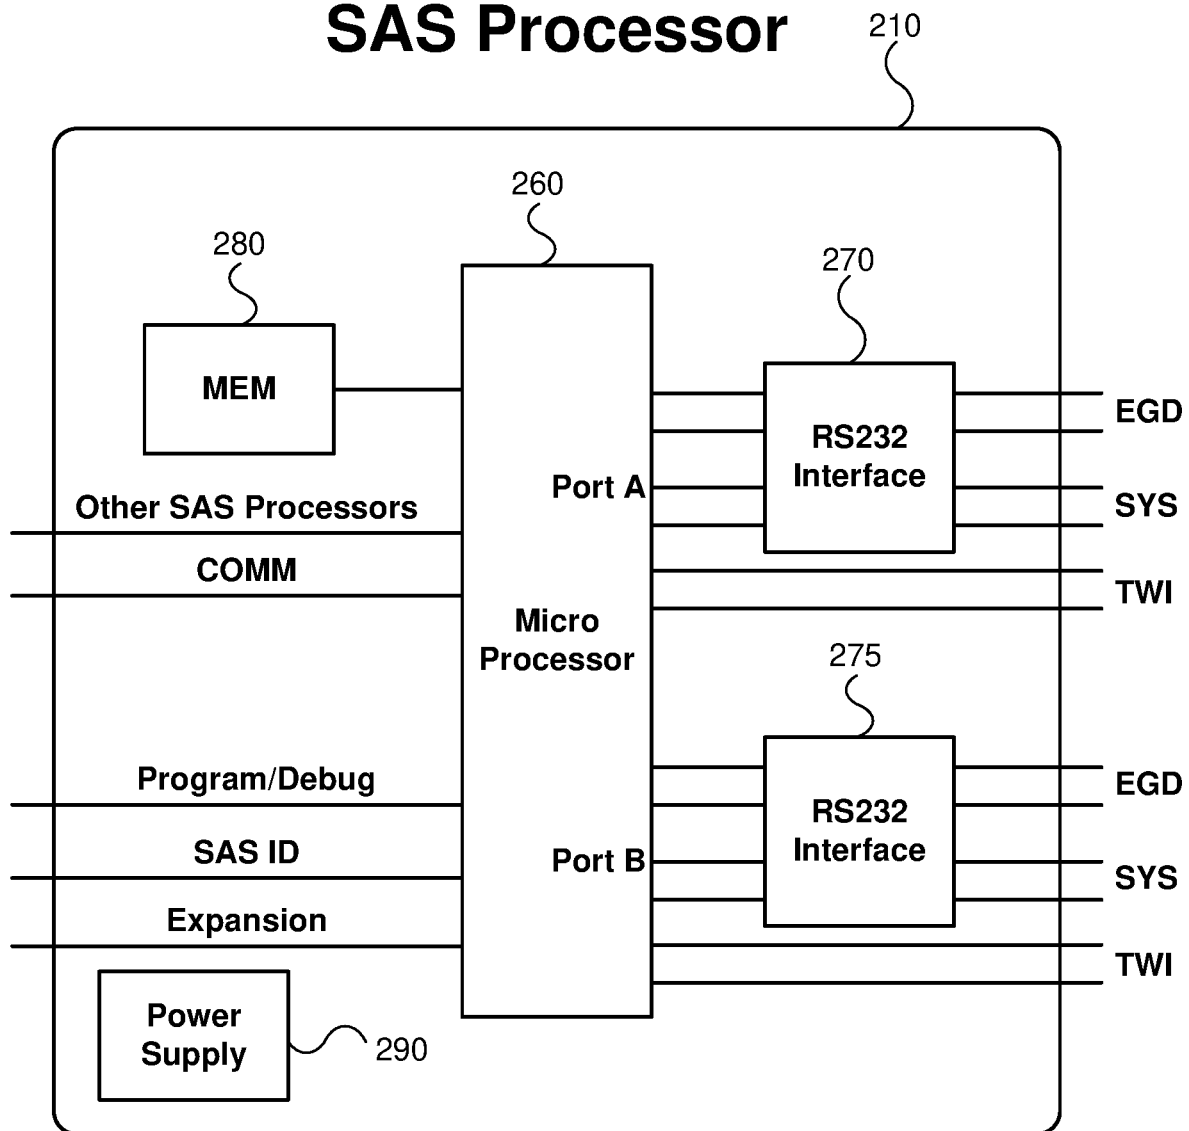 SAS Processor
210
260
280
270
MEM
EGD
RS232
Interface
Port A
Other SAS Processors
SYS
COMM
TWI
Micro
Processor
275
Program/Debug
EGD
RS232
Interface
SAS ID
Port B
SYS
Expansion
TWI
Power
Supply
290